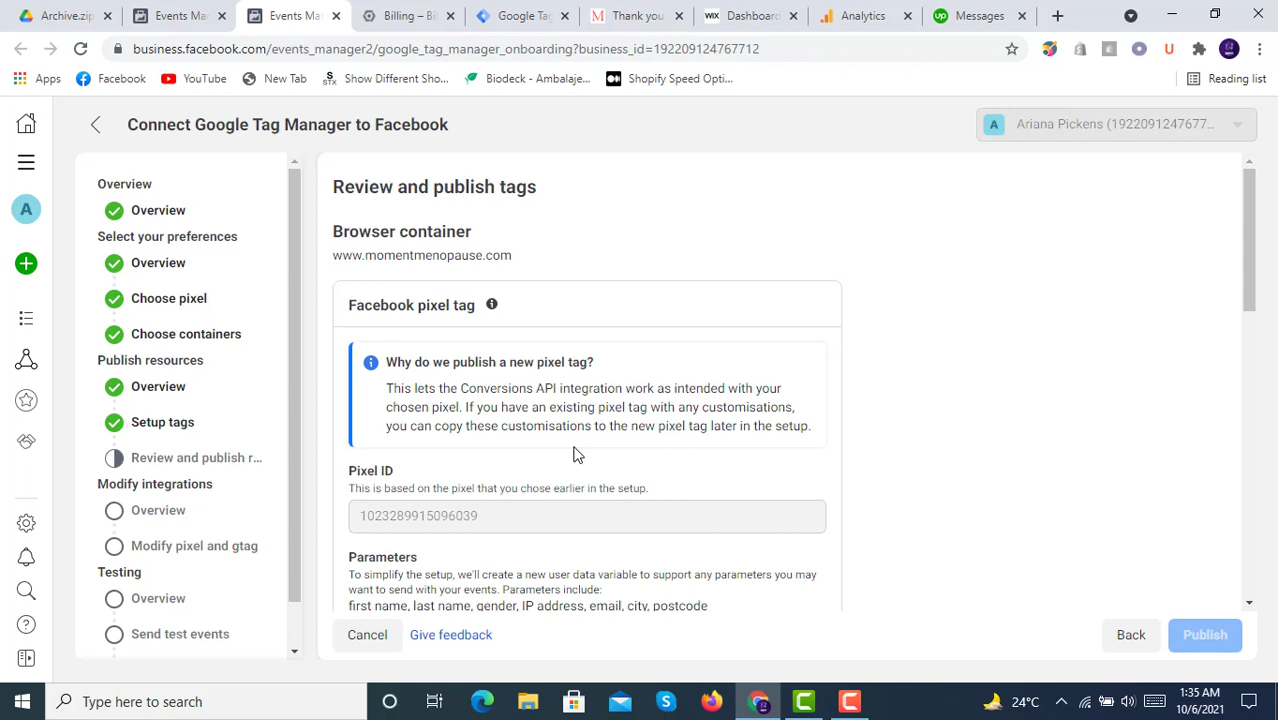 Archive.zip
Events Ma
Events Ma
Billing – Bi
Google Tag
Thank you
WIX
Dashboard
Analytics
up
Messages
business.facebook.com/events_manager2/google_tag_manager_onboarding?business_id=192209124767712
Apps
Facebook
YouTube
New Tab
STX
Show Different Sho...
Biodeck - Ambalaje...
Shopify Speed Opti...
Reading list
Connect Google Tag Manager to Facebook
A
Ariana Pickens (1922091247677...
A
Overview
Overview
Select your preferences
Overview
Choose pixel
Choose containers
Publish resources
Overview
Setup tags
Review and publish r...
Modify integrations
Overview
Modify pixel and gtag
Testing
Overview
Send test events
Review and publish tags
Browser container
www.momentmenopause.com
Facebook pixel tag
Why do we publish a new pixel tag?
This lets the Conversions API integration work as intended with your
chosen pixel. If you have an existing pixel tag with any customisations,
you can copy these customisations to the new pixel tag later in the setup.
Pixel ID
This is based on the pixel that you chose earlier in the setup.
1023289915096039
Parameters
To simplify the setup, we'll create a new user data variable to support any parameters you may
want to send with your events. Parameters include:
first name, last name, gender, IP address, email, city, postcode
Cancel
Give feedback
Back
Publish
Type here to search
24°C
1:35 AM
10/6/2021